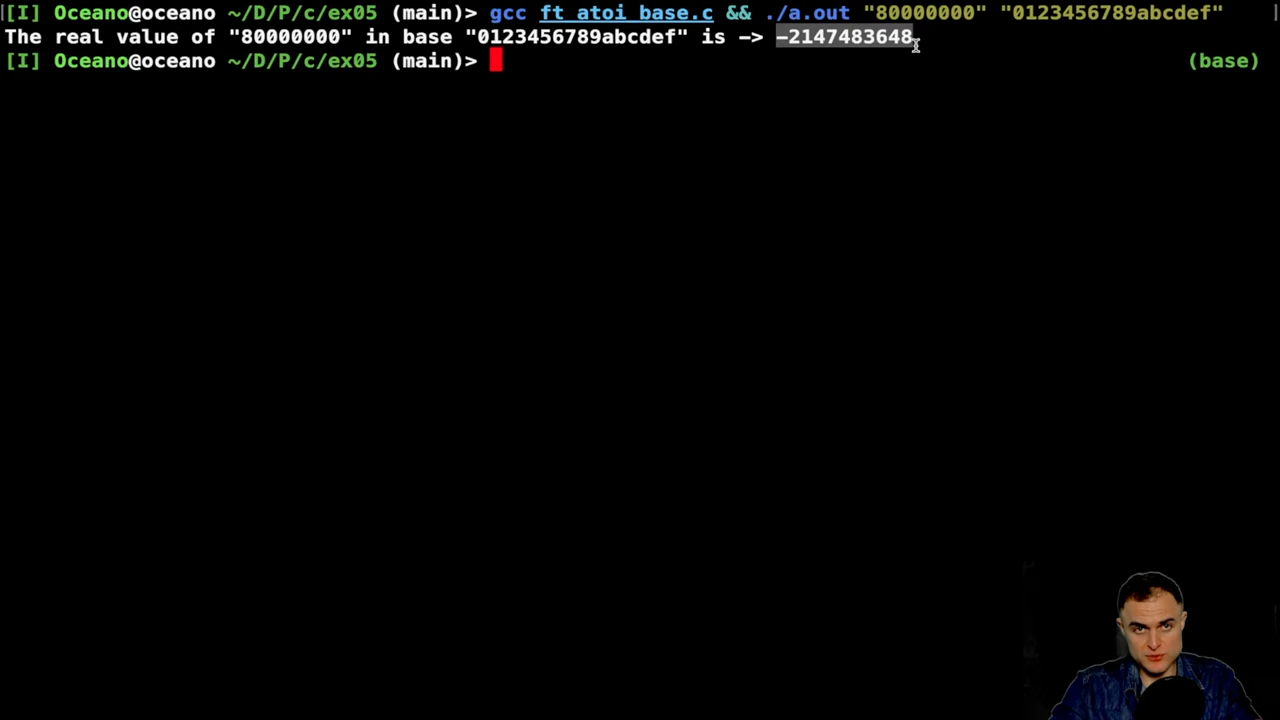 [I] Oceano@oceano ~/D/P/c/ex05 (main)> gcc ft_atoi_base.c && ./a.out "80000000" "0123456789abcdef"
The real value of "80000000" in base "0123456789abcdef" is -> -2147483648
[I] Oceano@oceano ~/D/P/c/ex05 (main)> (base)